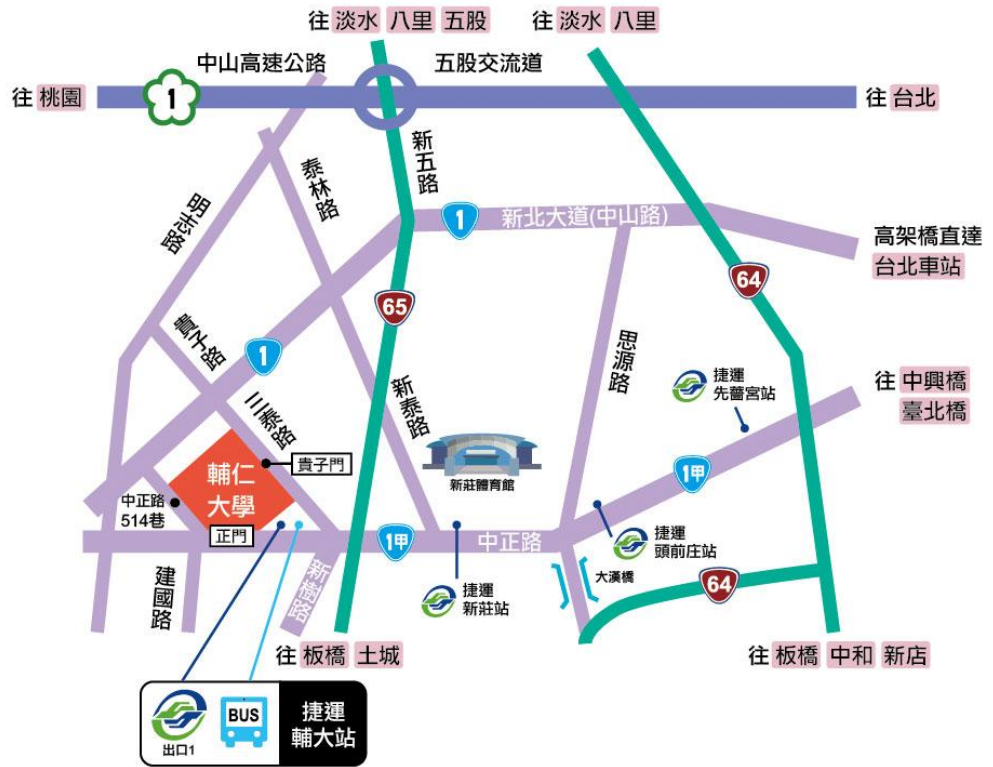 往 淡水 八里 五股
往 淡水 八里
中山高速公路
五股交流道
往 桃園
1
往 台北
新五路
泰林路
明志路
1
新北大道(中山路)
高架橋直達
台北車站
65
64
貴子路
1
思源路
新泰路
捷運
先嗇宮站
往 中興橋
臺北橋
三泰路
貴子門
輔仁
大學
新莊體育館
1甲
中正路
514巷
正門
1甲
中正路
捷運
頭前庄站
建國路
新樹路
捷運
新莊站
大漢橋
64
往 板橋 土城
往 板橋 中和 新店
BUS
出口1
捷運
輔大站